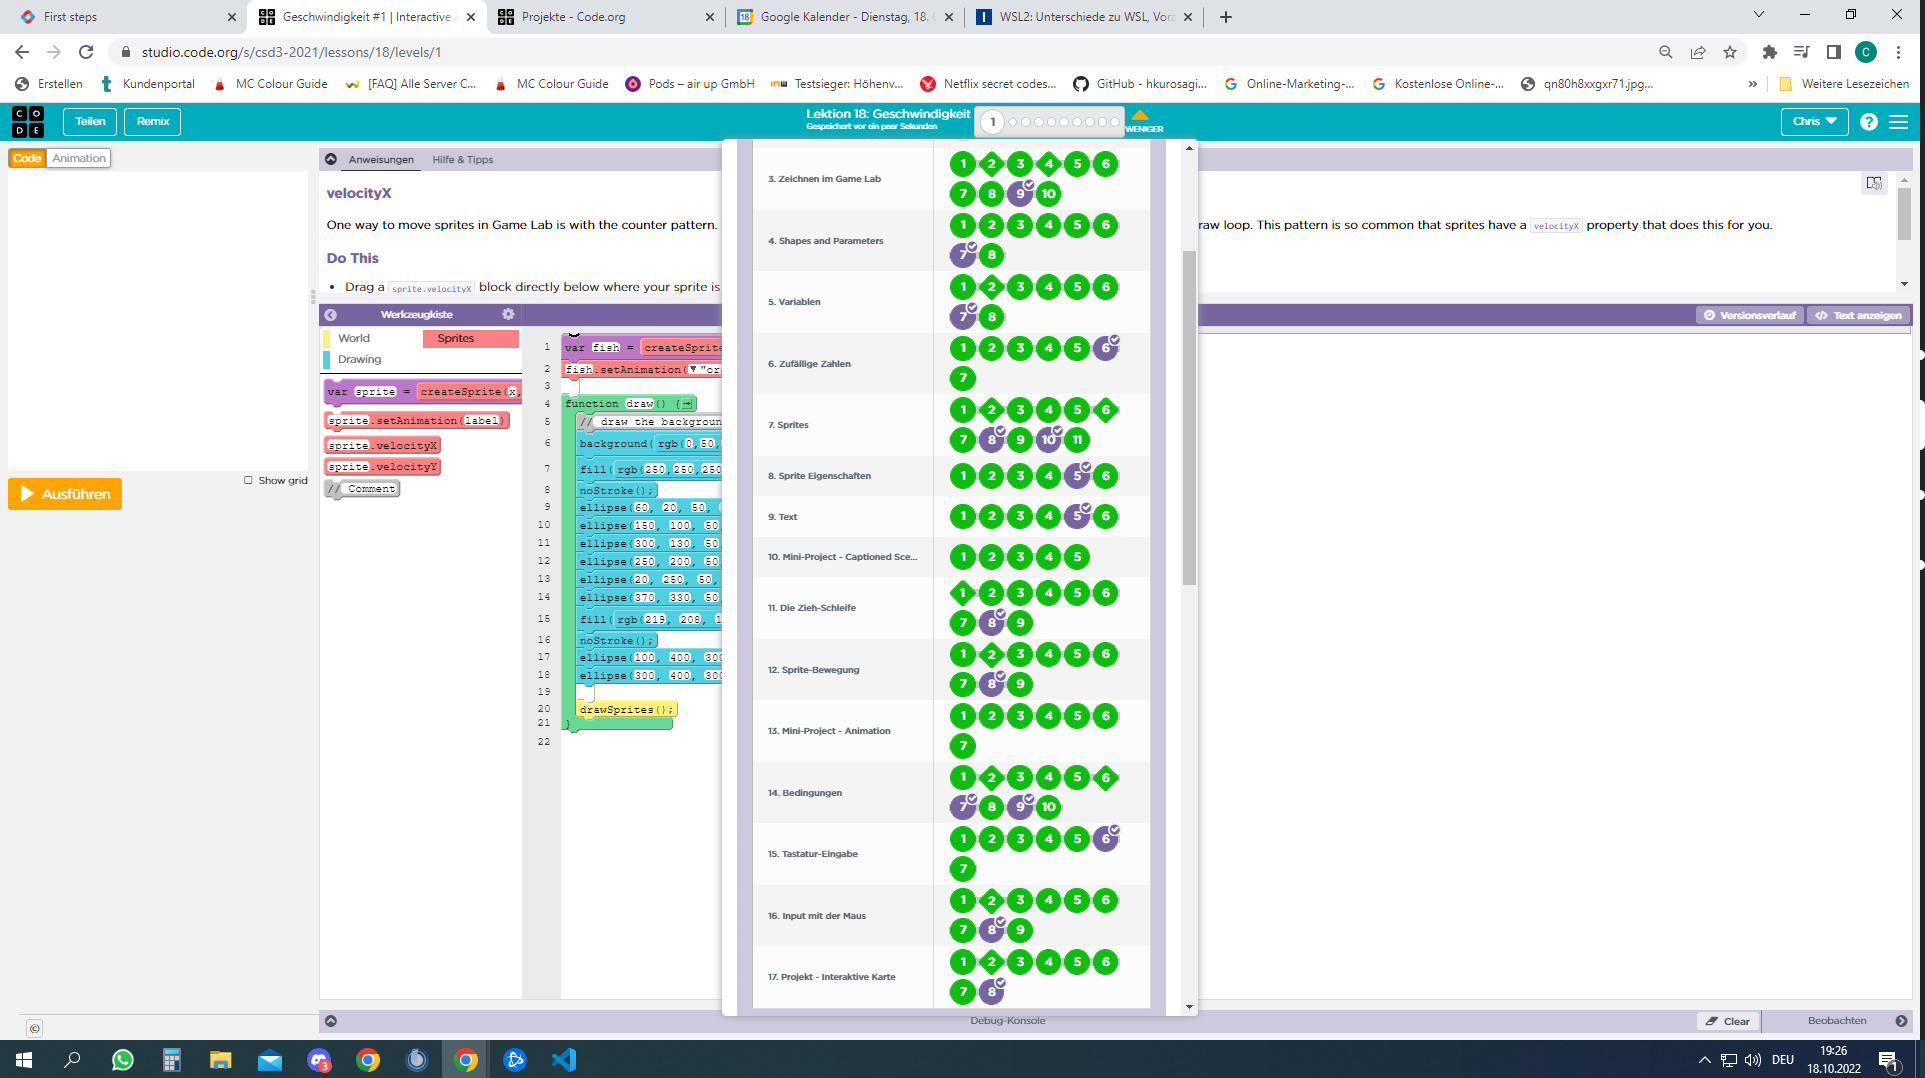 First steps
Geschwindigkeit #1 | Interactive A
Projekte - Code.org
Google Kalender - Dienstag, 18. O
WSL2: Unterschiede zu WSL, Vora
studio.code.org/s/csd3-2021/lessons/18/levels/1
C
Erstellen
Kundenportal
MC Colour Guide
[FAQ] Alle Server C...
MC Colour Guide
Pods – air up GmbH
Testsieger: Höhenv...
Netflix secret codes...
GitHub - hkurosagi...
Online-Marketing-...
Kostenlose Online-...
qn80h8xxgxr71.jpg...
»
Weitere Lesezeichen
C O
D E
Teilen
Remix
Lektion 18: Geschwindigkeit
Gespeichert vor ein paar Sekunden
1
WENIGER
Chris
?
Code
Animation
Anweisungen
Hilfe & Tipps
velocityX
One way to move sprites in Game Lab is with the counter pattern.
raw loop. This pattern is so common that sprites have a velocityX property that does this for you.
Do This
• Drag a sprite.velocityX block directly below where your sprite is
Werkzeugkiste
Versionsverlauf
</> Text anzeigen
World
Sprites
Drawing
var sprite = createSprite(x,
sprite.setAnimation(label)
sprite.velocityX
sprite.velocityY
// Comment
Show grid
Ausführen
1 var fish = createSprite
2 fish.setAnimation(▼"or
3
4 function draw() {
5 // draw the background
6 background( rgb(0,50,
7 fill( rgb(250,250,250
8 noStroke();
9 ellipse(60, 20, 50,
10 ellipse(150, 100, 50,
11 ellipse(300, 130, 50,
12 ellipse(250, 200, 50,
13 ellipse(20, 250, 50,
14 ellipse(370, 330, 50,
15 fill( rgb(219, 208, 1
16 noStroke();
17 ellipse(100, 400, 300
18 ellipse(300, 400, 300
19
20 drawSprites();
21 }
22
3. Zeichnen im Game Lab
1 2 3 4 5 6
7 8 9 10
4. Shapes and Parameters
1 2 3 4 5 6
7 8
5. Variablen
1 2 3 4 5 6
7 8
6. Zufällige Zahlen
1 2 3 4 5 6
7
7. Sprites
1 2 3 4 5 6
7 8 9 10 11
8. Sprite Eigenschaften
1 2 3 4 5 6
9. Text
1 2 3 4 5 6
10. Mini-Project - Captioned Sce...
1 2 3 4 5
11. Die Zieh-Schleife
1 2 3 4 5 6
7 8 9
12. Sprite-Bewegung
1 2 3 4 5 6
7 8 9
13. Mini-Project - Animation
1 2 3 4 5 6
7
14. Bedingungen
1 2 3 4 5 6
7 8 9 10
15. Tastatur-Eingabe
1 2 3 4 5 6
7
16. Input mit der Maus
1 2 3 4 5 6
7 8 9
17. Projekt - Interaktive Karte
1 2 3 4 5 6
7 8
©
Debug-Konsole
Clear
Beobachten
3
DEU
19:26
18.10.2022
1